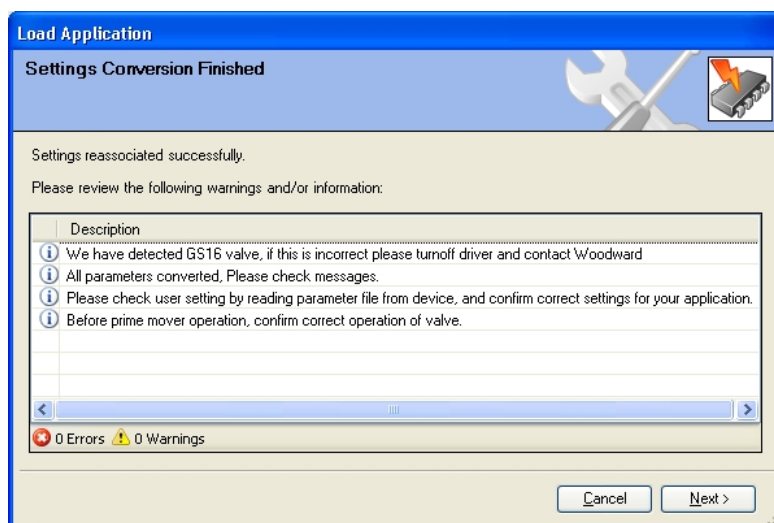 Load Application
Settings Conversion Finished
Settings reassociated successfully.
Please review the following warnings and/or information:
Description
We have detected GS16 valve, if this is incorrect please turnoff driver and contact Woodward
All parameters converted, Please check messages.
Please check user setting by reading parameter file from device, and confirm correct settings for your application.
Before prime mover operation, confirm correct operation of valve.
0 Errors 0 Warnings
Cancel Next >